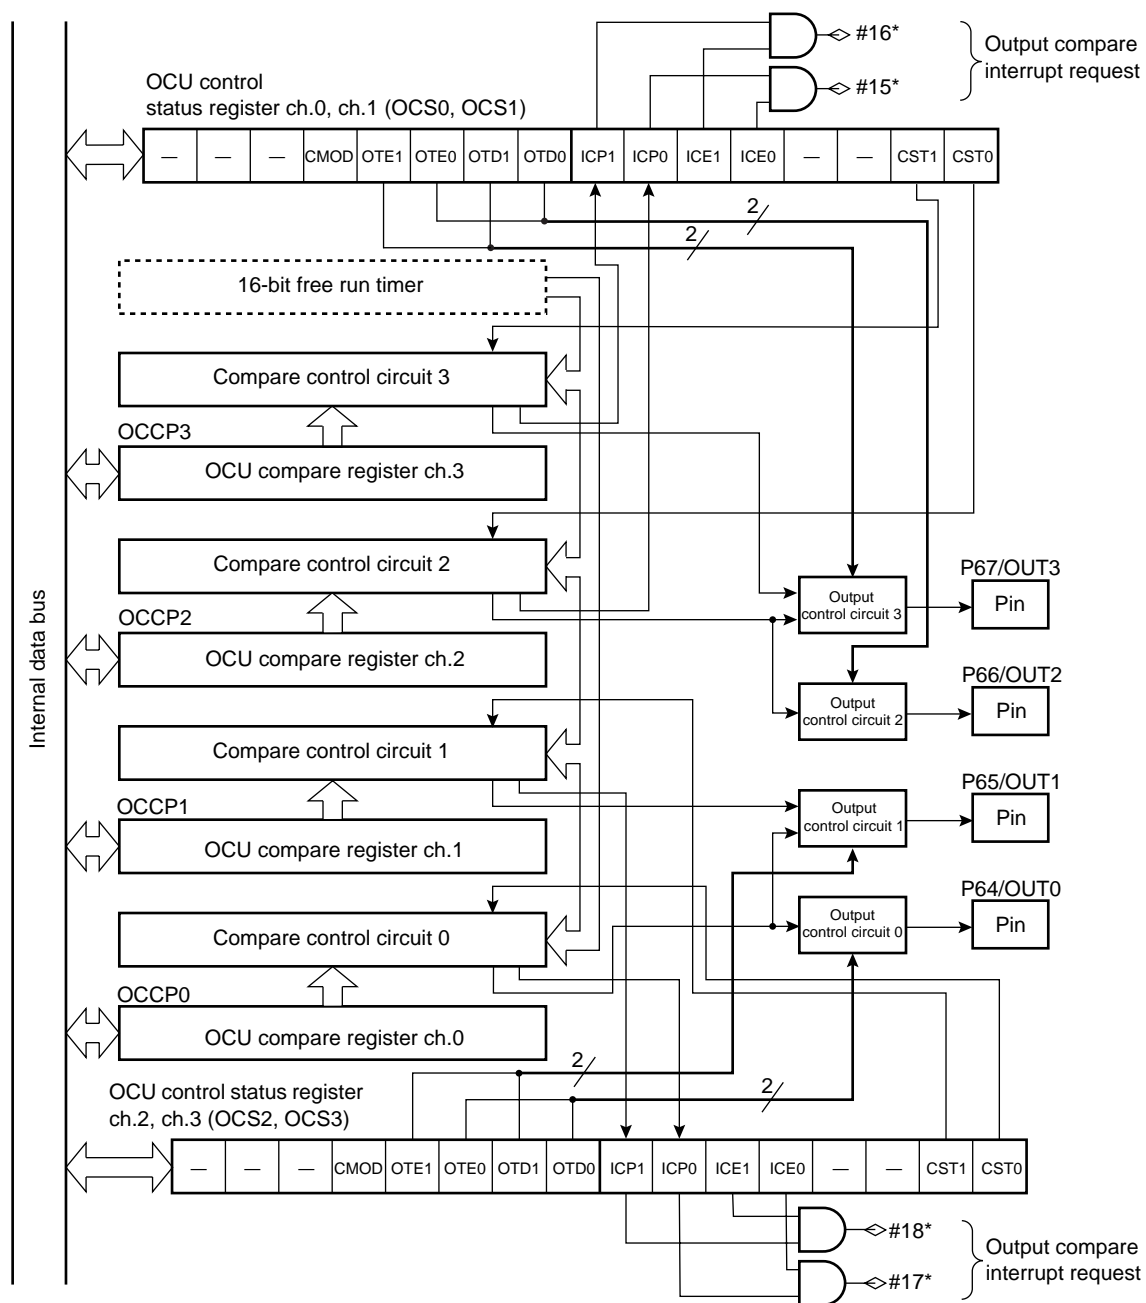 #16*
Output compare
interrupt request
#15*
OCU control
status register ch.0, ch.1 (OCS0, OCS1)
— — — CMOD OTE1 OTE0 OTD1 OTD0 ICP1 ICP0 ICE1 ICE0 — — CST1 CST0
2
2
16-bit free run timer
Compare control circuit 3
OCCP3
OCU compare register ch.3
Compare control circuit 2
OCCP2
OCU compare register ch.2
Compare control circuit 1
OCCP1
OCU compare register ch.1
Compare control circuit 0
OCCP0
OCU compare register ch.0
Internal data bus
Output
control circuit 3
P67/OUT3
Pin
Output
control circuit 2
P66/OUT2
Pin
Output
control circuit 1
P65/OUT1
Pin
Output
control circuit 0
P64/OUT0
Pin
2
2
OCU control status register
ch.2, ch.3 (OCS2, OCS3)
— — — CMOD OTE1 OTE0 OTD1 OTD0 ICP1 ICP0 ICE1 ICE0 — — CST1 CST0
#18*
Output compare
interrupt request
#17*